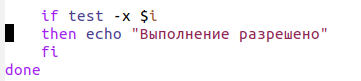 if test -x $i
then echo "Выполнение разрешено"
fi
done